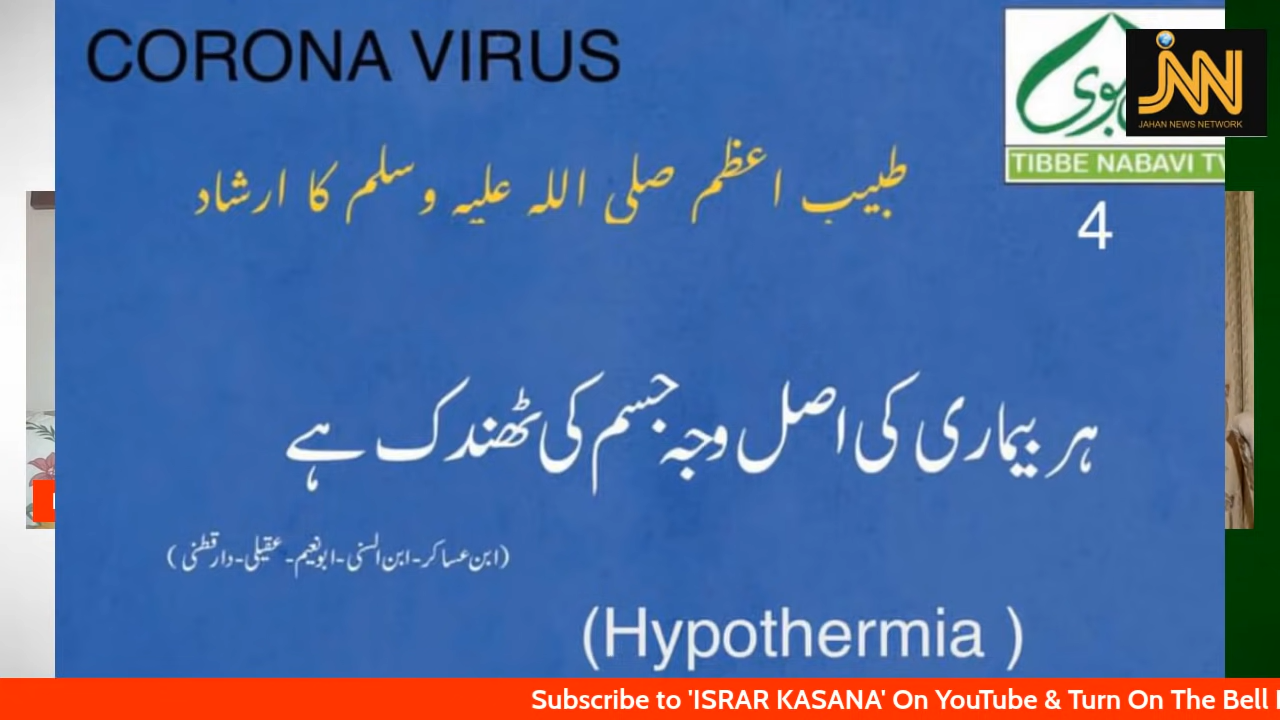 CORONA VIRUS
طبیب اعظم صلی اللہ علیہ وسلم کا ارشاد
TIBBE NABAVI TV
JNN
JAHAN NEWS NETWORK
4
ہر بیماری کی اصل وجہ جسم کی ٹھنڈک ہے
(ابن عساکر-ابن السنی-ابونعیم-عقیلی-دارقطنی)
(Hypothermia )
Subscribe to 'ISRAR KASANA' On YouTube & Turn On The Bell